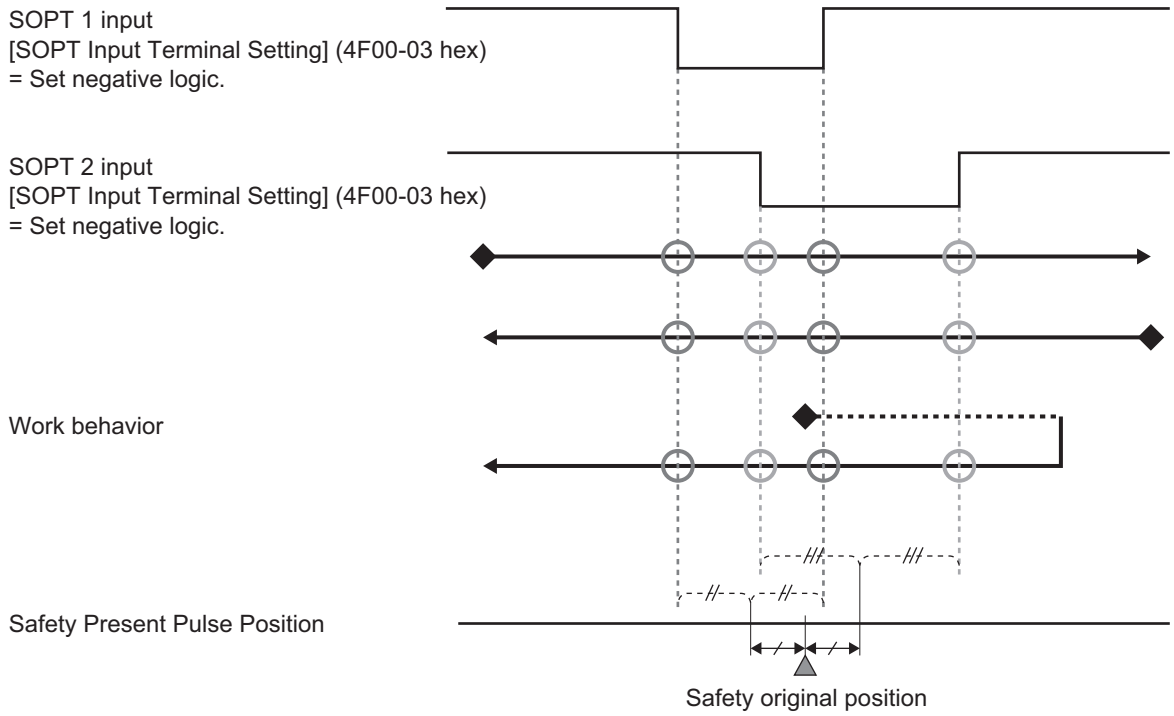 SOPT 1 input
[SOPT Input Terminal Setting] (4F00-03 hex)
= Set negative logic.
SOPT 2 input
[SOPT Input Terminal Setting] (4F00-03 hex)
= Set negative logic.
Work behavior
Safety Present Pulse Position
Safety original position